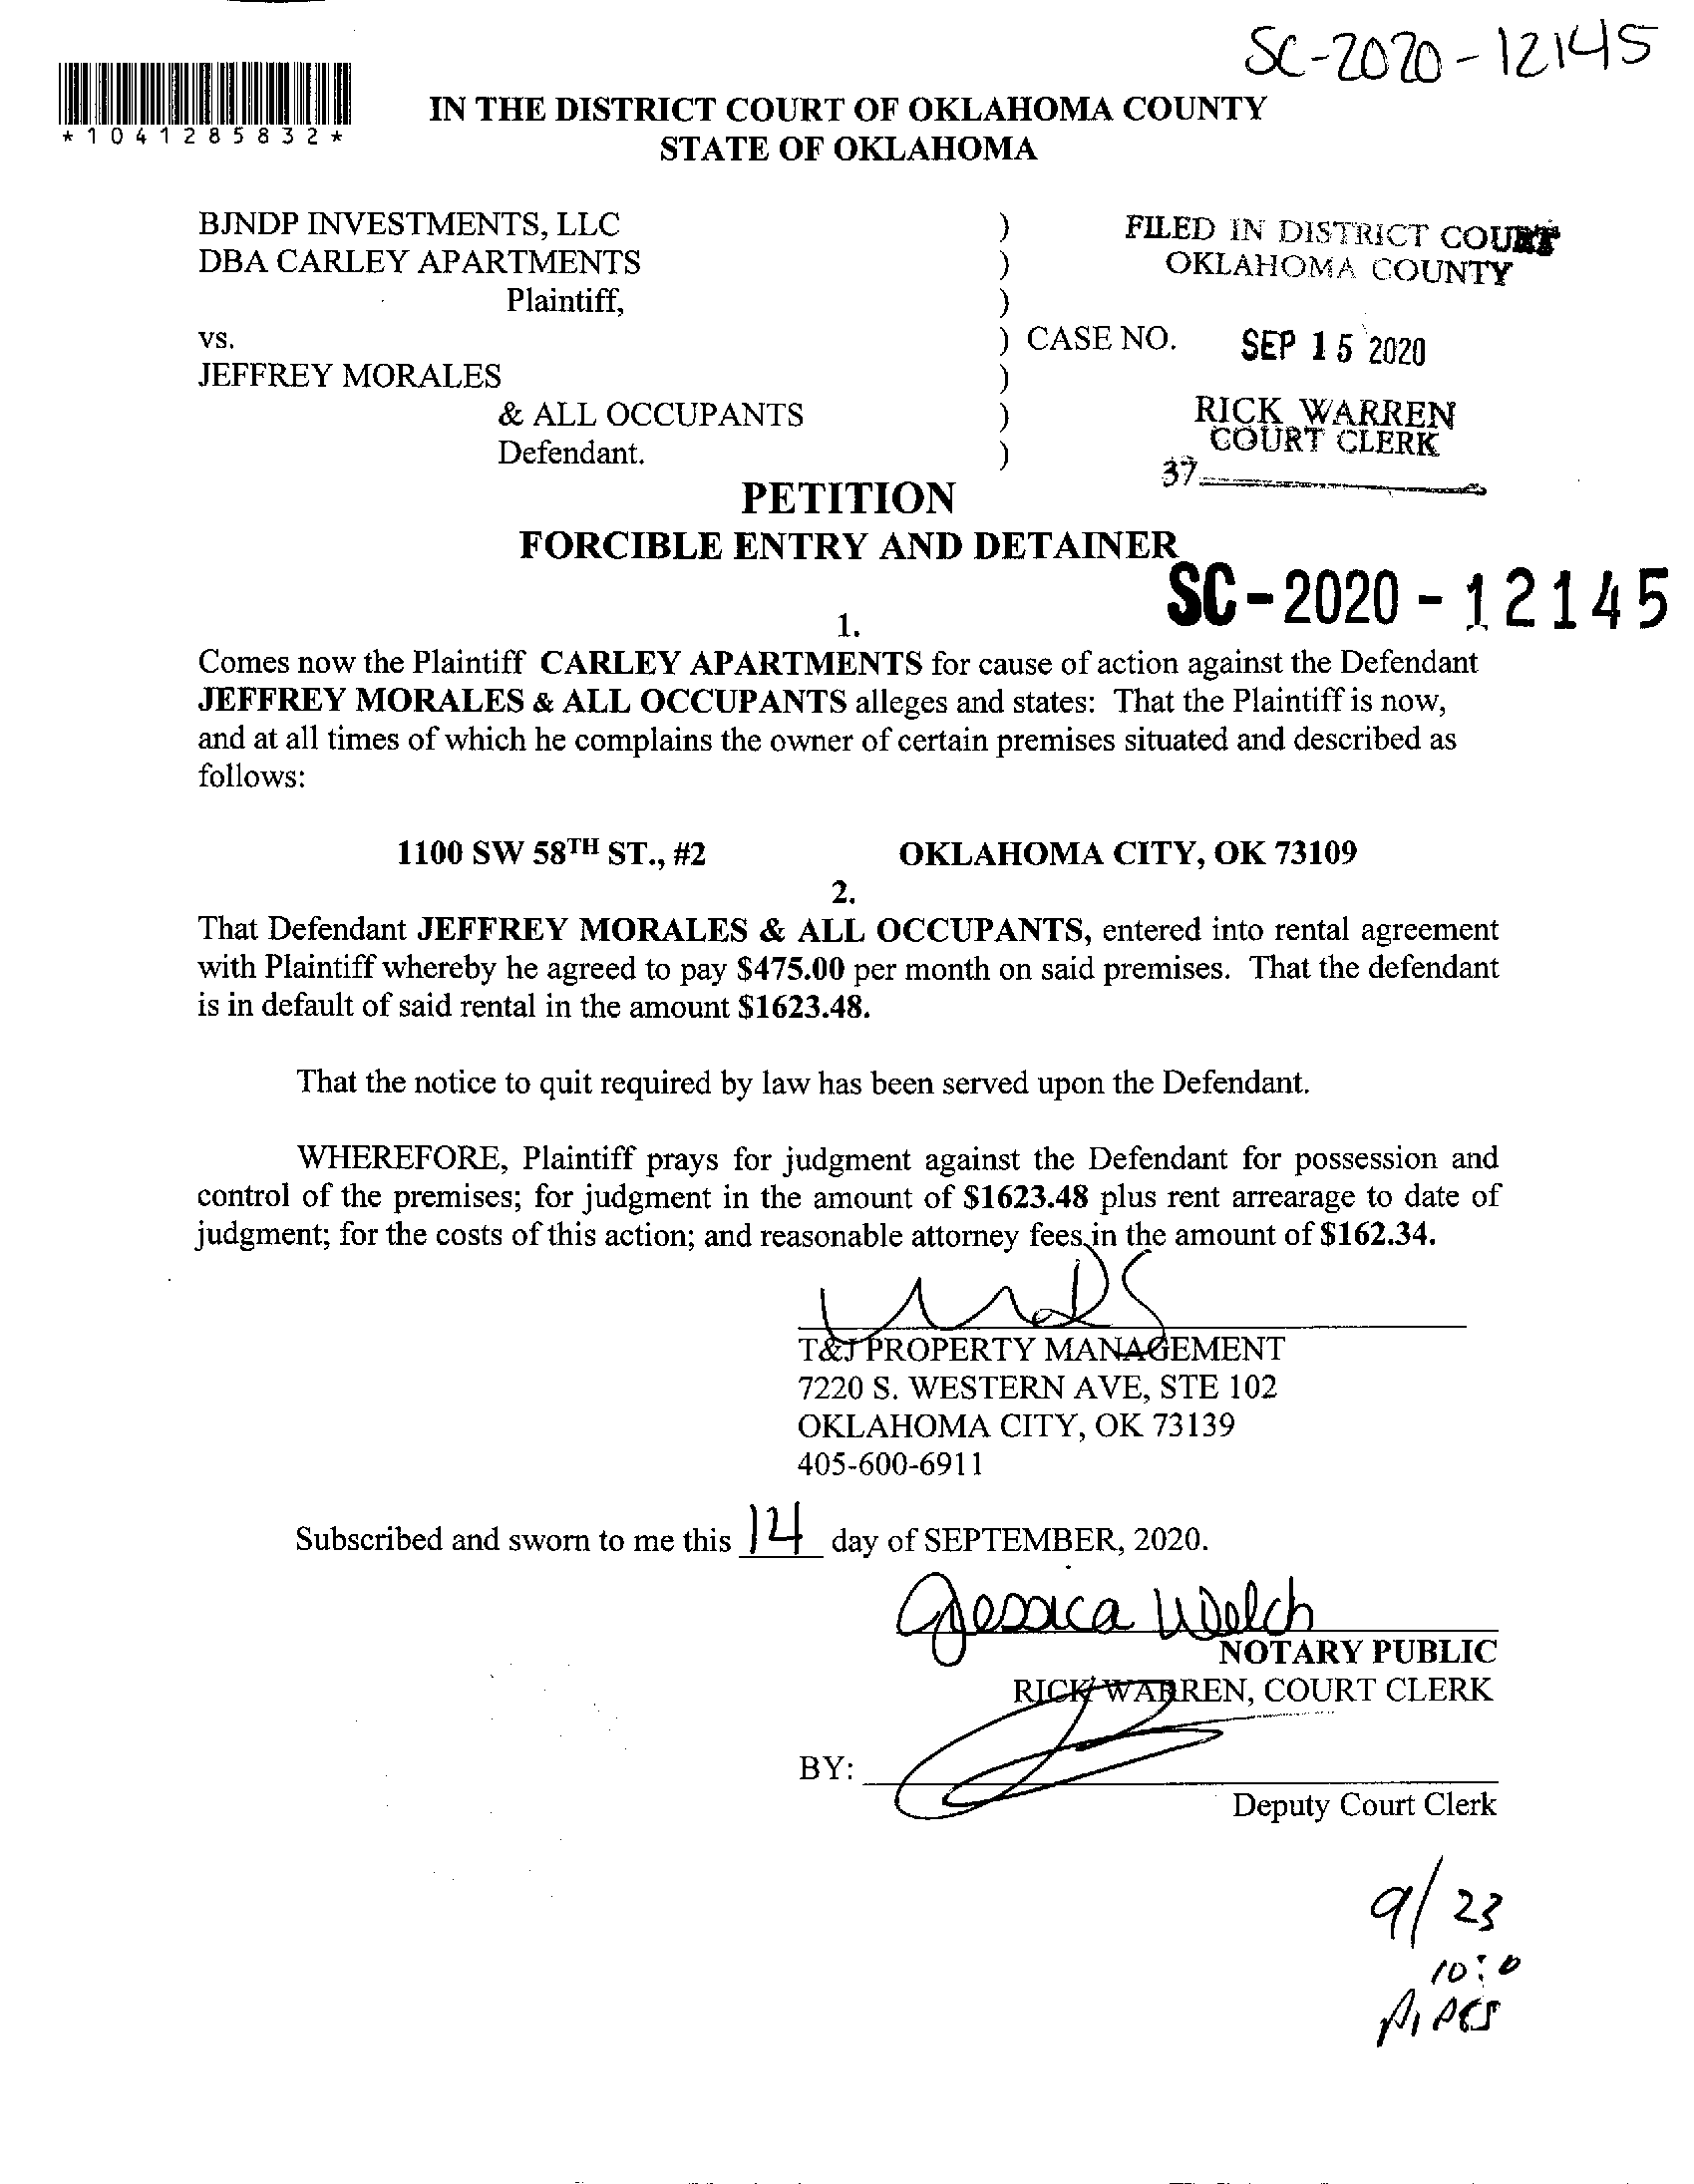 SC-2020-12145
*1041285832*
IN THE DISTRICT COURT OF OKLAHOMA COUNTY
STATE OF OKLAHOMA
BJNDP INVESTMENTS, LLC )
DBA CARLEY APARTMENTS )
Plaintiff, )
vs. ) CASE NO.
JEFFREY MORALES )
& ALL OCCUPANTS )
Defendant. )
FILED IN DISTRICT COURT
OKLAHOMA COUNTY
SEP 15 2020
RICK WARREN
COURT CLERK
37
PETITION
FORCIBLE ENTRY AND DETAINER
SC-2020-12145
1.
Comes now the Plaintiff CARLEY APARTMENTS for cause of action against the Defendant
JEFFREY MORALES & ALL OCCUPANTS alleges and states: That the Plaintiff is now,
and at all times of which he complains the owner of certain premises situated and described as
follows:
1100 SW 58TH ST., #2 OKLAHOMA CITY, OK 73109
2.
That Defendant JEFFREY MORALES & ALL OCCUPANTS, entered into rental agreement
with Plaintiff whereby he agreed to pay $475.00 per month on said premises. That the defendant
is in default of said rental in the amount $1623.48.
That the notice to quit required by law has been served upon the Defendant.
WHEREFORE, Plaintiff prays for judgment against the Defendant for possession and
control of the premises; for judgment in the amount of $1623.48 plus rent arrearage to date of
judgment; for the costs of this action; and reasonable attorney fees in the amount of $162.34.
T&J PROPERTY MANAGEMENT
7220 S. WESTERN AVE, STE 102
OKLAHOMA CITY, OK 73139
405-600-6911
Subscribed and sworn to me this 14 day of SEPTEMBER, 2020.
Jessica Welch
NOTARY PUBLIC
RICK WARREN, COURT CLERK
BY:
Deputy Court Clerk
9/23